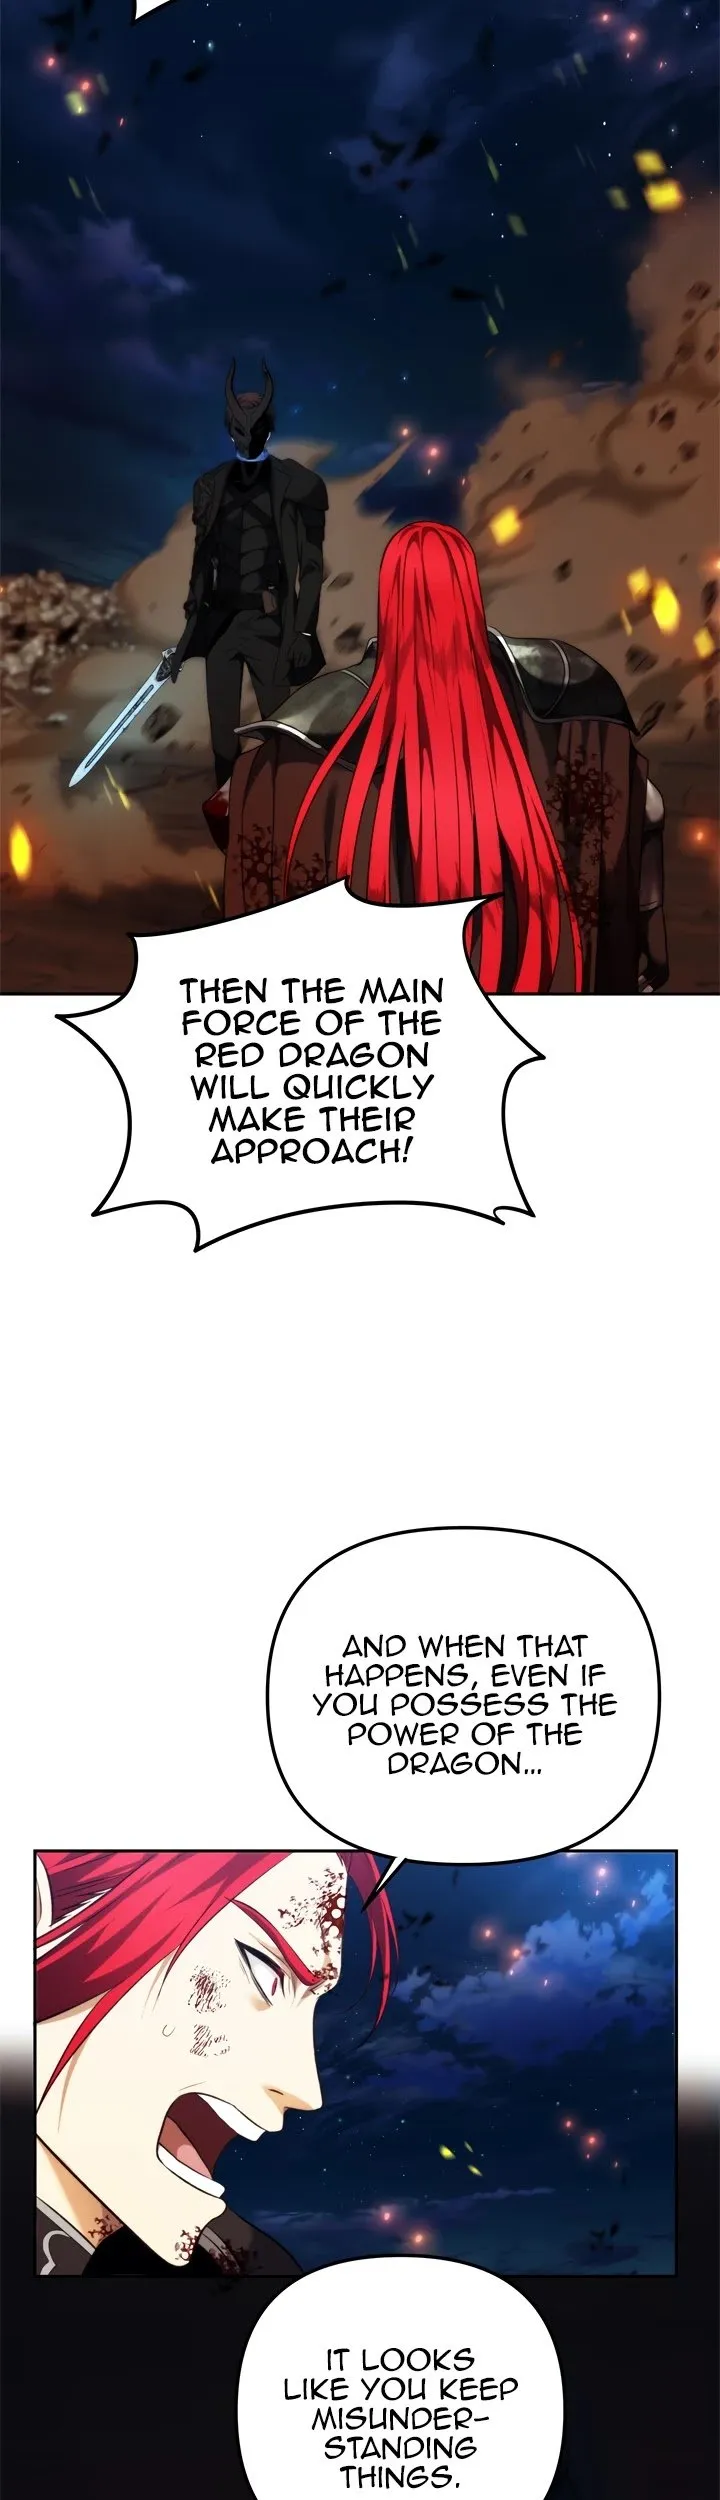 THEN THE MAIN
FORCE OF THE
RED DRAGON
WILL QUICKLY
MAKE THEIR
APPROACH!
AND WHEN THAT
HAPPENS, EVEN IF
YOU POSSESS THE
POWER OF THE
DRAGON...
IT LOOKS
LIKE YOU KEEP
MISUNDER-
STANDING
THINGS.